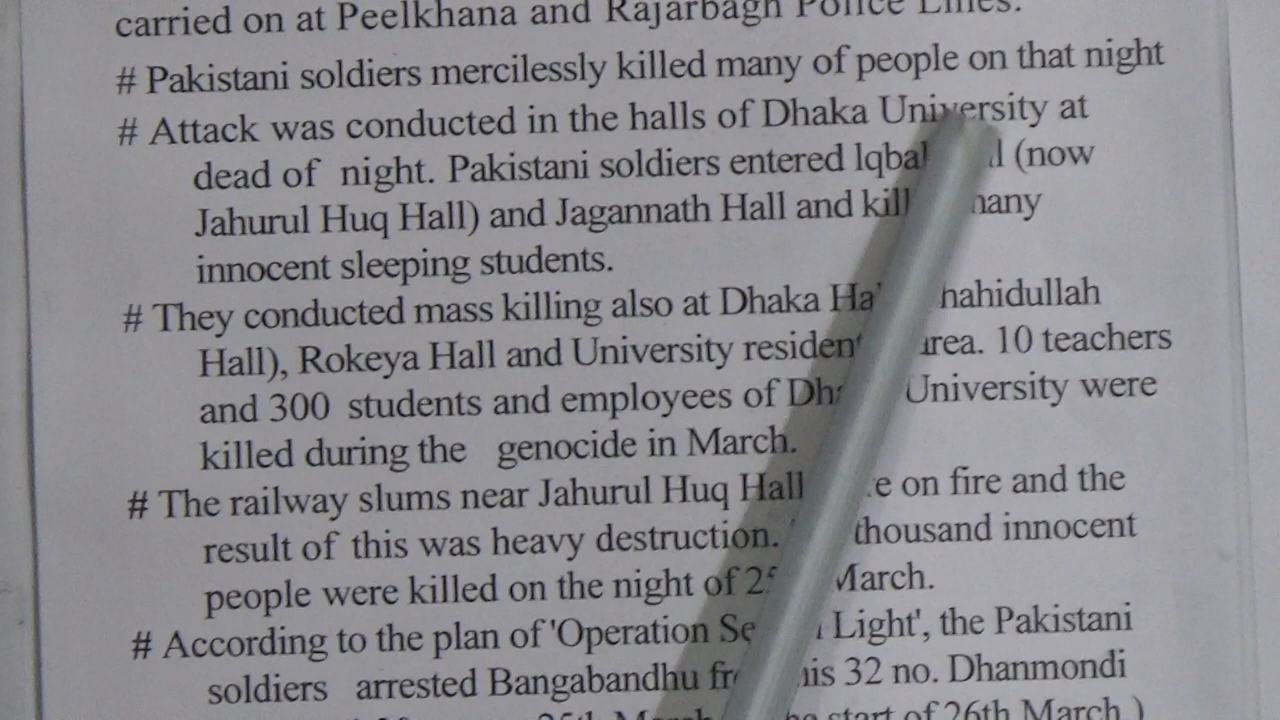 carried on at Peelkhana and Rajarbagh Police Lines.
# Pakistani soldiers mercilessly killed many of people on that night
# Attack was conducted in the halls of Dhaka University at
dead of night. Pakistani soldiers entered Iqbal (now
Jahurul Huq Hall) and Jagannath Hall and many
innocent sleeping students.
# They conducted mass killing also at Dhaka
Hall), Rokeya Hall and University area. 10 teachers
and 300 students and employees of University were
killed during the genocide in March.
# The railway slums near Jahurul Huq Hall on fire and the
result of this was heavy destruction. thousand innocent
people were killed on the night of March.
# According to the plan of 'Operation Light', the Pakistani
soldiers arrested Bangabandhu his 32 no. Dhanmondi
start of 26th March )